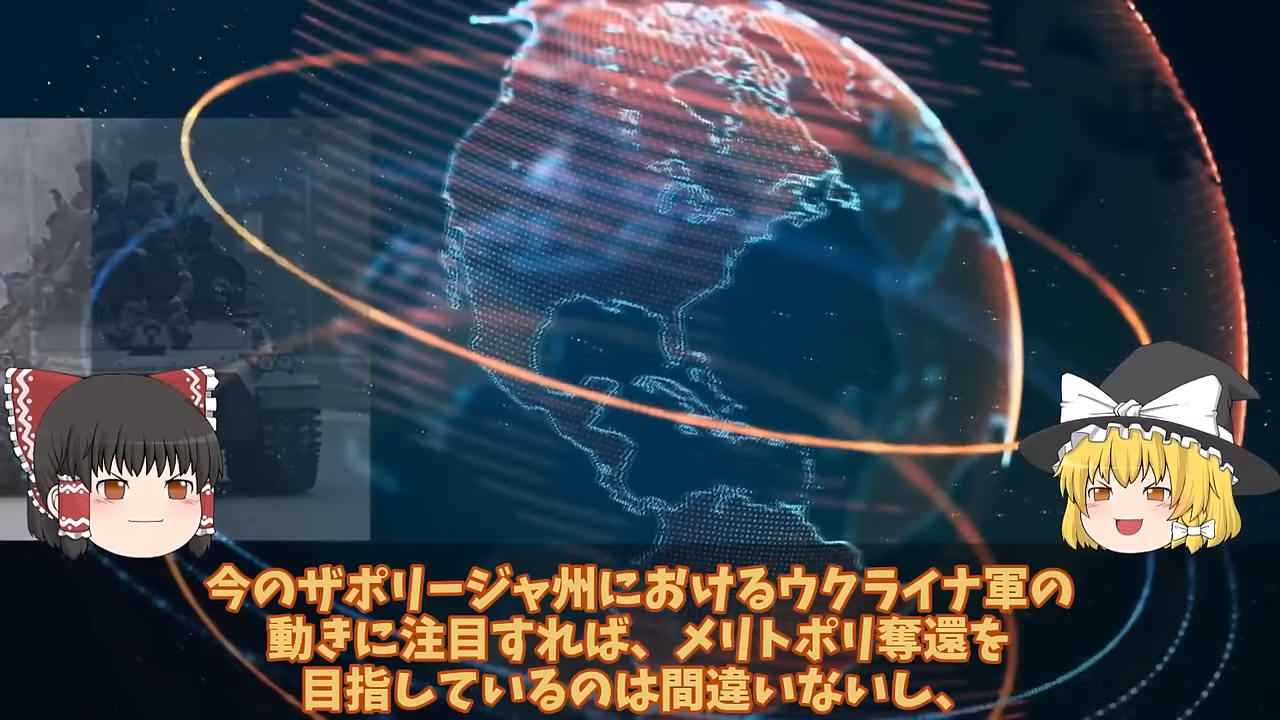 今のザポリージャ州におけるウクライナ軍の
動きに注目すれば、メリトポリ奪還を
目指しているのは間違いないし、